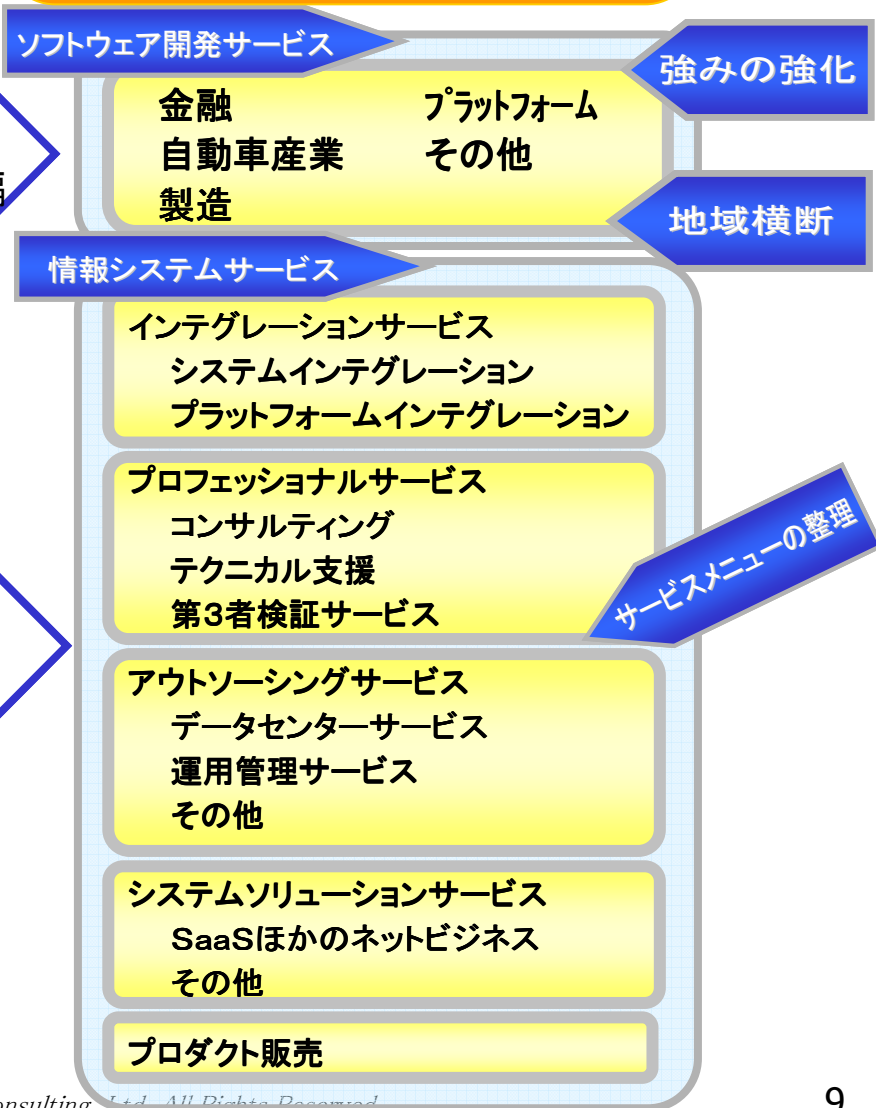 ソフトウェア開発サービス
強みの強化
金融 プラットフォーム
自動車産業 その他
製造
地域横断
情報システムサービス
インテグレーションサービス
システムインテグレーション
プラットフォームインテグレーション
プロフェッショナルサービス
コンサルティング
テクニカル支援
第3者検証サービス
サービスメニューの整理
アウトソーシングサービス
データセンターサービス
運用管理サービス
その他
システムソリューションサービス
SaaSほかのネットビジネス
その他
プロダクト販売
onsulting Ltd. All Rights Reserved
9